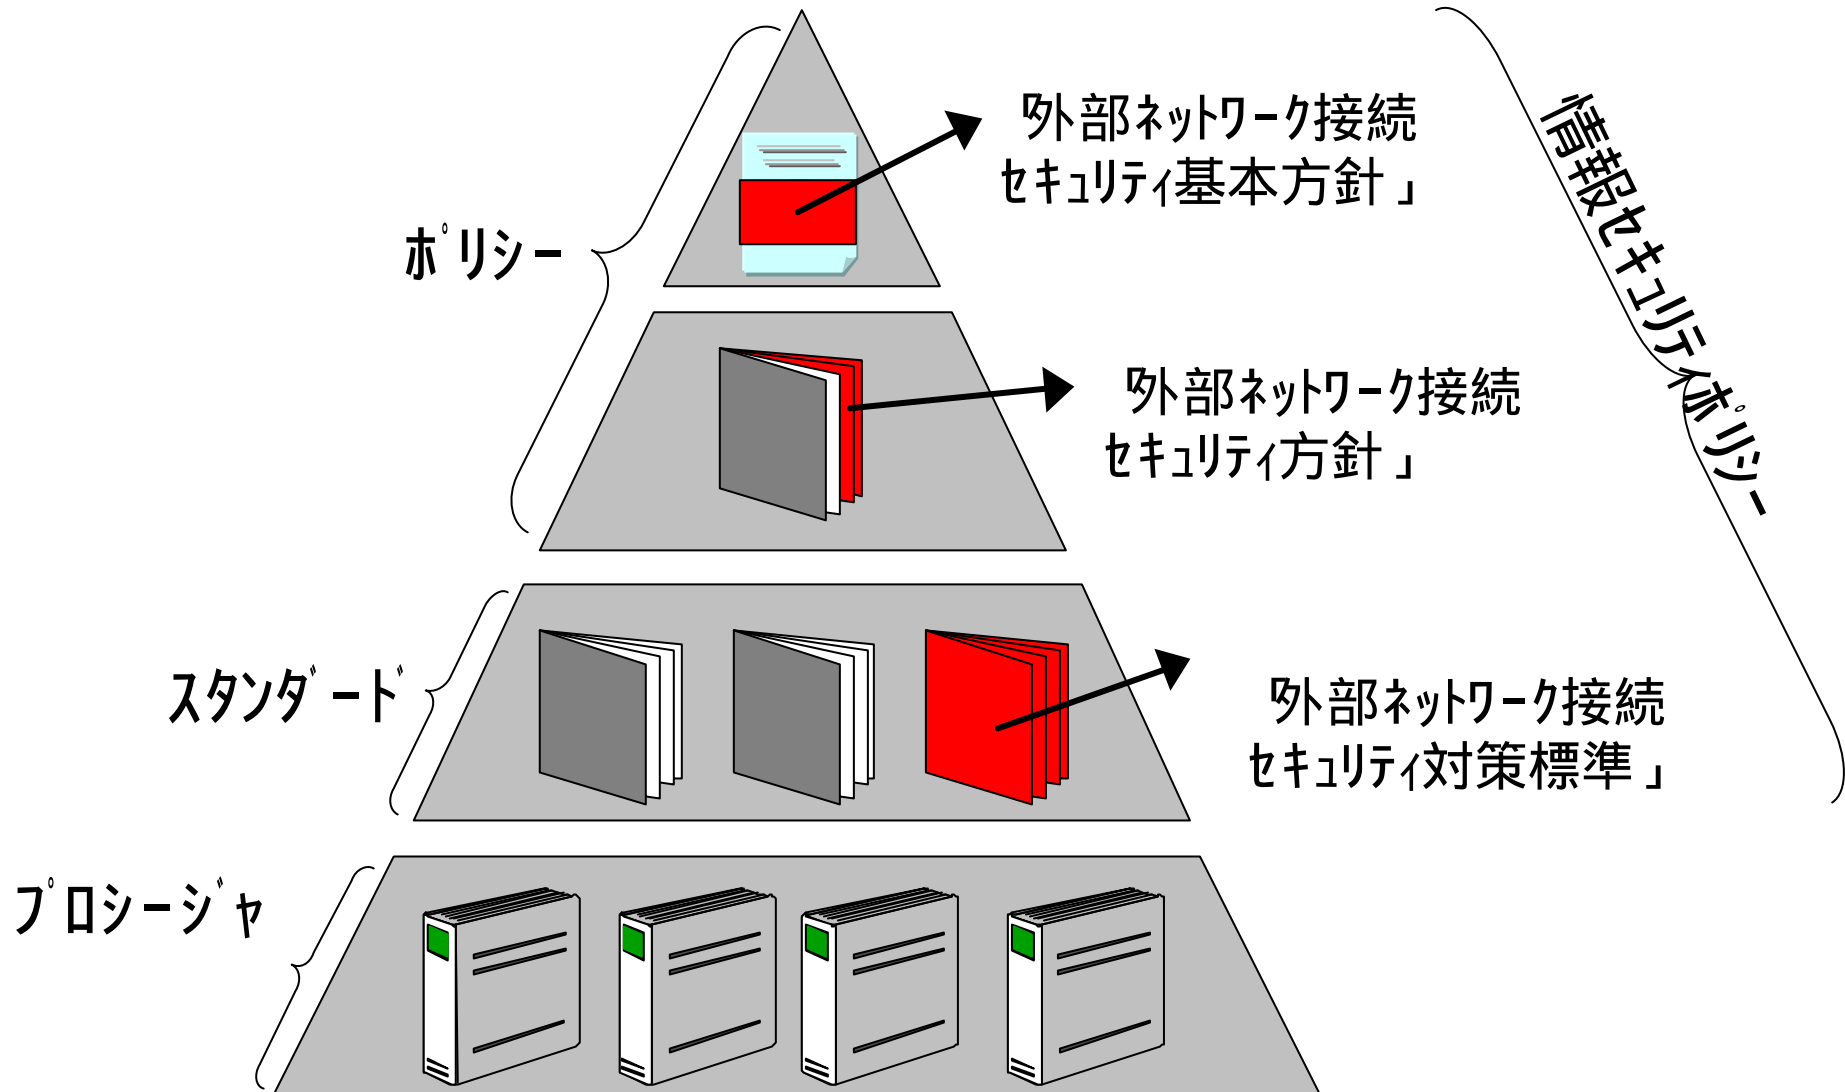 「外部ネットワーク接続
セキュリティ基本方針」
ポリシー
「外部ネットワーク接続
セキュリティ方針」
情報セキュリティポリシー
スタンダード
「外部ネットワーク接続
セキュリティ対策標準」
プロシージャ